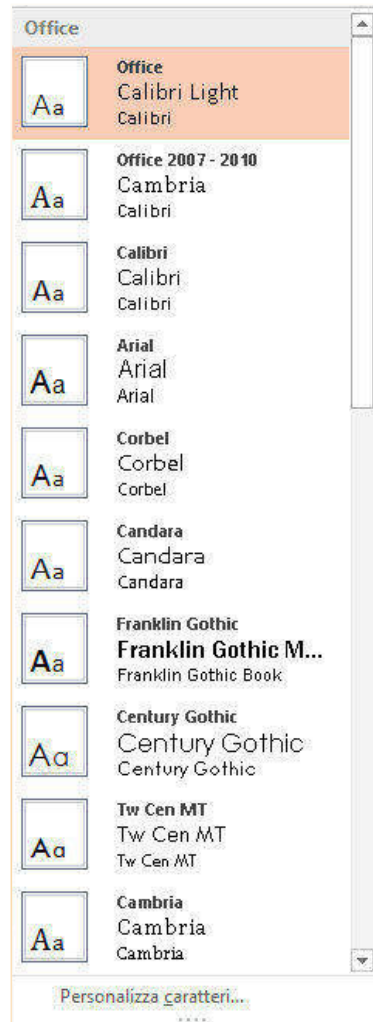 Office
Aa
Office
Calibri Light
Calibri
Aa
Office 2007 - 2010
Cambria
Calibri
Aa
Calibri
Calibri
Calibri
Aa
Arial
Arial
Arial
Aa
Corbel
Corbel
Corbel
Aa
Candara
Candara
Candara
Aa
Franklin Gothic
Franklin Gothic M...
Franklin Gothic Book
Aa
Century Gothic
Century Gothic
Century Gothic
Aa
Tw Cen MT
Tw Cen MT
Tw Cen MT
Aa
Cambria
Cambria
Cambria
Personalizza caratteri...